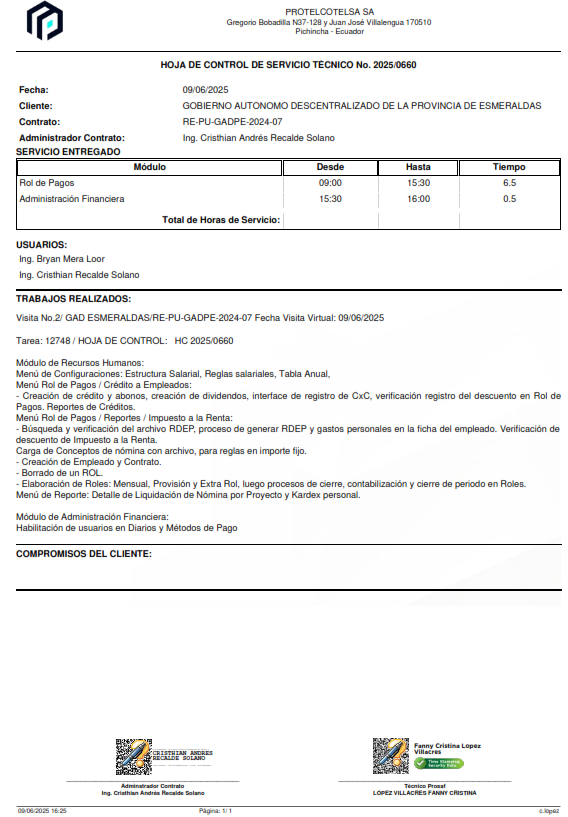 PROTELCOTELSA SA
Gregorio Bobadilla N37-128 y Juan José Villalengua 170510
Pichincha - Ecuador
HOJA DE CONTROL DE SERVICIO TÉCNICO No. 2025/0660
Fecha: 09/06/2025
Cliente: GOBIERNO AUTONOMO DESCENTRALIZADO DE LA PROVINCIA DE ESMERALDAS
Contrato: RE-PU-GADPE-2024-07
Administrador Contrato: Ing. Cristhian Andrés Recalde Solano
SERVICIO ENTREGADO
Módulo Desde Hasta Tiempo
Rol de Pagos 09:00 15:30 6.5
Administración Financiera 15:30 16:00 0.5
Total de Horas de Servicio:
USUARIOS:
Ing. Bryan Mera Loor
Ing. Cristhian Recalde Solano
TRABAJOS REALIZADOS:
Visita No.2/ GAD ESMERALDAS/RE-PU-GADPE-2024-07 Fecha Visita Virtual: 09/06/2025
Tarea: 12748 / HOJA DE CONTROL: HC 2025/0660
Módulo de Recursos Humanos:
Menú de Configuraciones: Estructura Salarial, Reglas salariales, Tabla Anual,
Menú Rol de Pagos / Crédito a Empleados:
- Creación de crédito y abonos, creación de dividendos, interface de registro de CxC, verificación registro del descuento en Rol de
Pagos. Reportes de Créditos.
Menú Rol de Pagos / Reportes / Impuesto a la Renta:
- Búsqueda y verificación del archivo RDEP, proceso de generar RDEP y gastos personales en la ficha del empleado. Verificación de
descuento de Impuesto a la Renta.
Carga de Conceptos de nómina con archivo, para reglas en importe fijo.
- Creación de Empleado y Contrato.
- Borrado de un ROL.
- Elaboración de Roles: Mensual, Provisión y Extra Rol, luego procesos de cierre, contabilización y cierre de periodo en Roles.
Menú de Reporte: Detalle de Liquidación de Nómina por Proyecto y Kardex personal.
Módulo de Administración Financiera:
Habilitación de usuarios en Diarios y Métodos de Pago
COMPROMISOS DEL CLIENTE:
CRISTHIAN ANDRES
RECALDE SOLANO
Fanny Cristina Lopez
Villacres
Time Stamping
Security Data
Adminstrador Contrato
Ing. Cristhian Andrés Recalde Solano
Técnico Prosaf
LOPEZ VILLACRES FANNY CRISTINA
09/06/2025 16:25 Página: 1/ 1 c.lopez